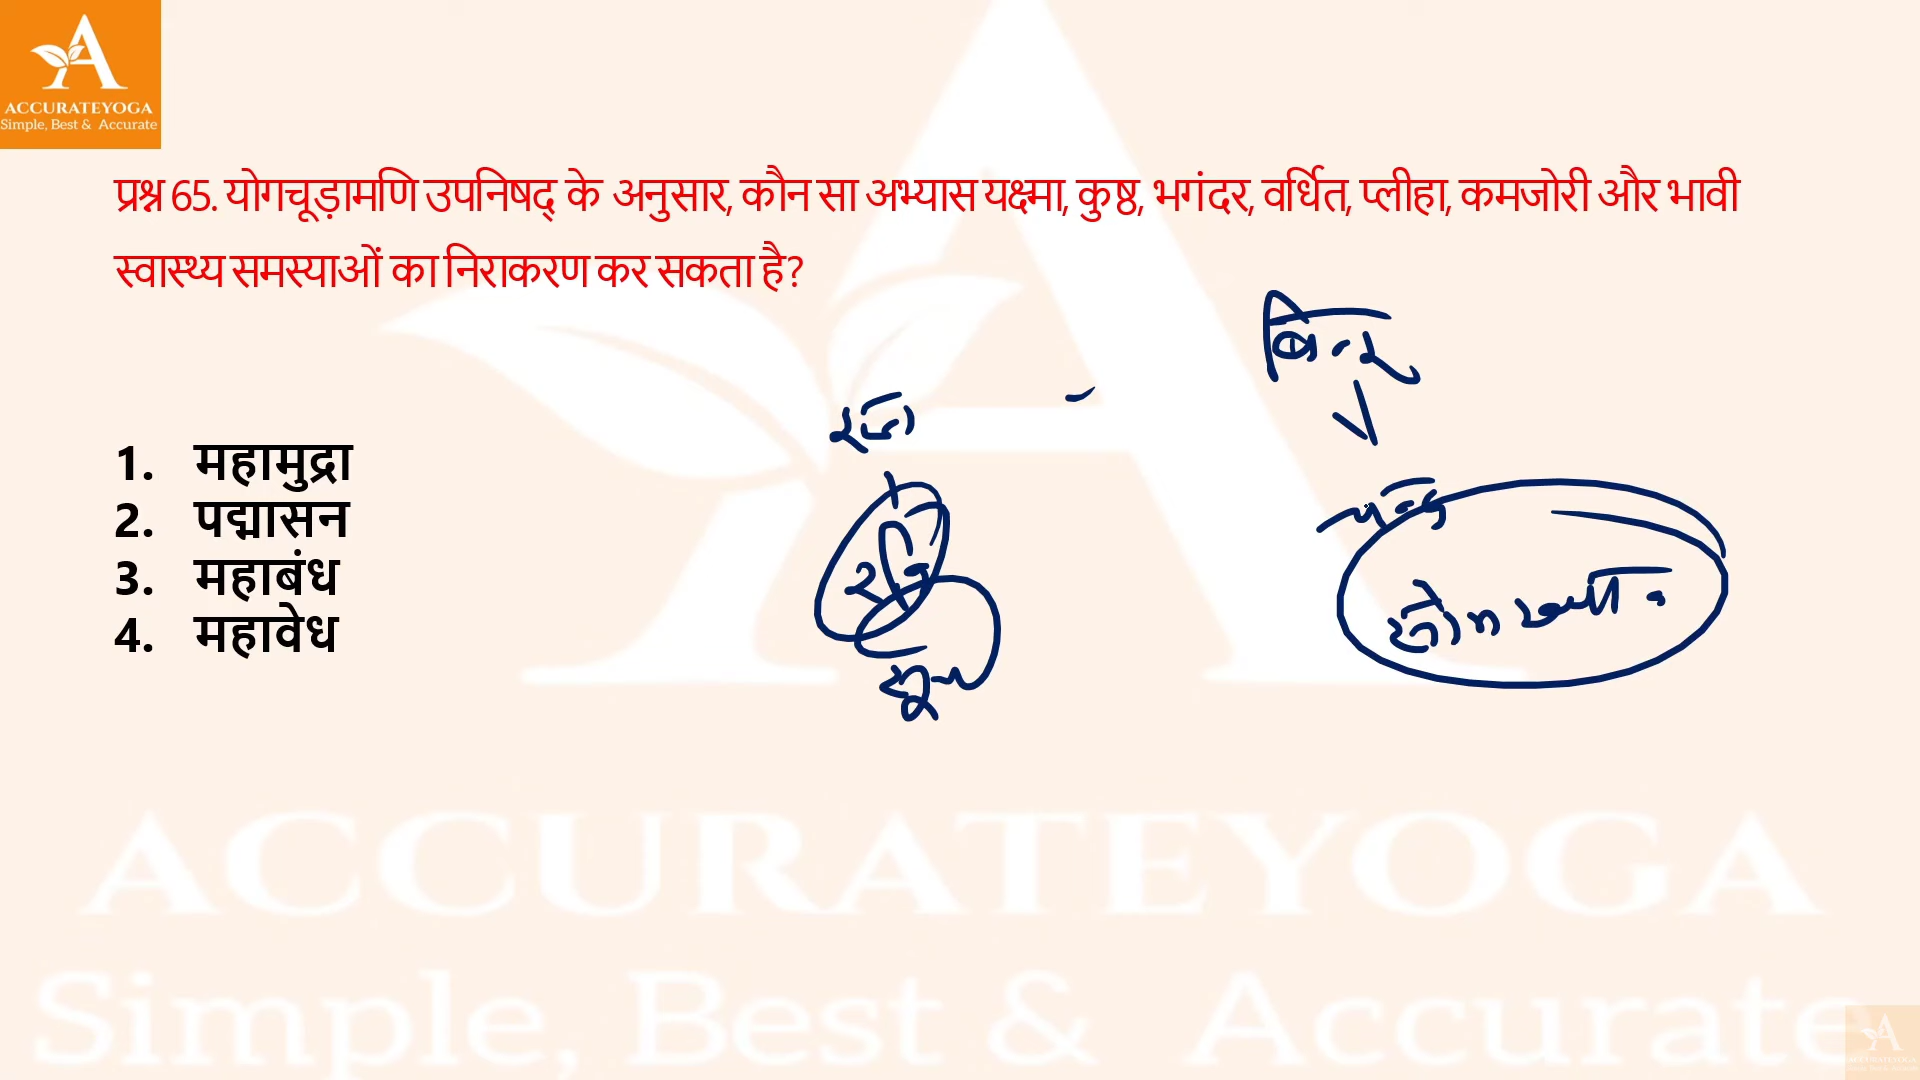 ACCURATEYOGA
Simple, Best & Accurate
प्रश्न 65. योगचूड़ामणि उपनिषद् के अनुसार, कौन सा अभ्यास यक्ष्मा, कुष्ठ, भगंदर, वर्धित, प्लीहा, कमजोरी और भावी
स्वास्थ्य समस्याओं का निराकरण कर सकता है?
रज
1. महामुद्रा
2. पद्मासन
3. महाबंध
4. महावेध
ACCURATEYOGA
Simple, Best & Accurate